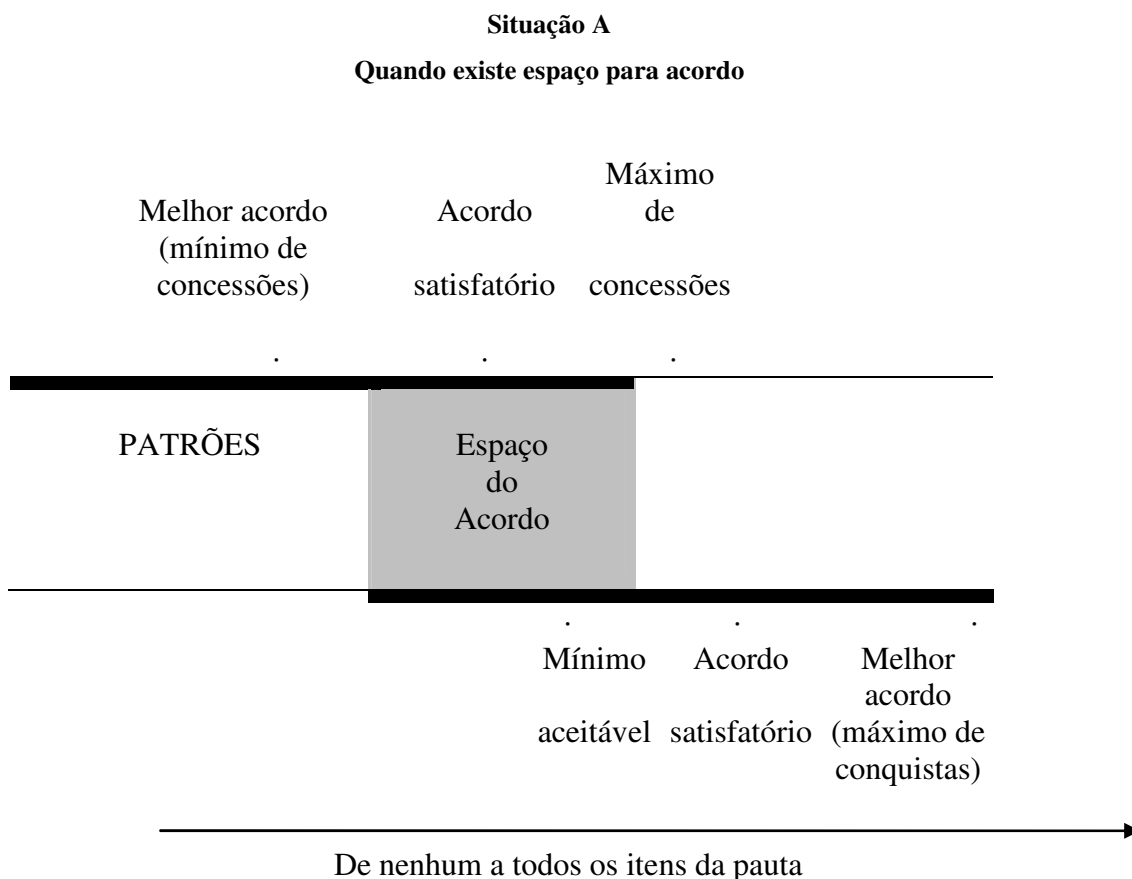 Situação A
Quando existe espaço para acordo
Máximo
Melhor acordo Acordo de
(mínimo de
concessões) satisfatório concessões
. . .
PATRÕES Espaço
do
Acordo
. . .
Mínimo Acordo Melhor
acordo
aceitável satisfatório (máximo de
conquistas)
De nenhum a todos os itens da pauta